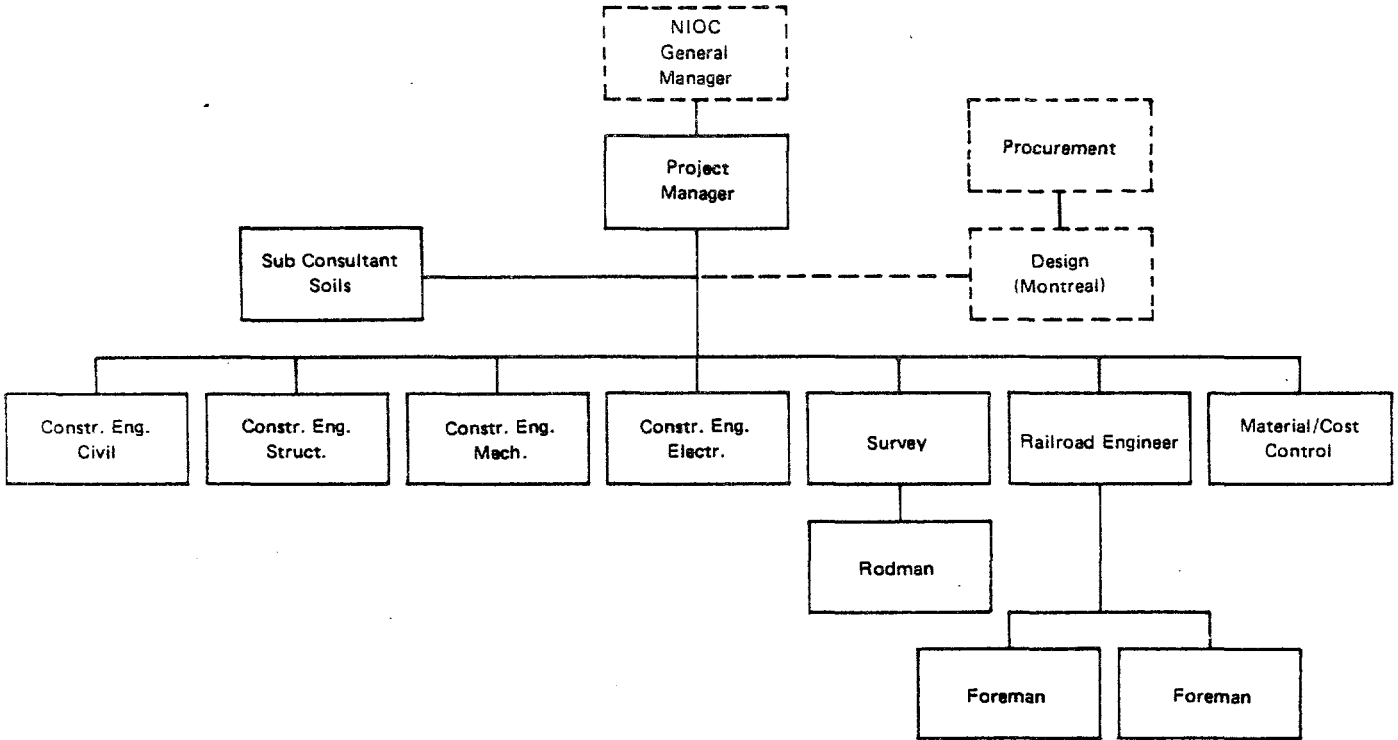 NIOC
General
Manager
Procurement
Project
Manager
Sub Consultant
Soils
Design
(Montreal)
Constr. Eng.
Civil
Constr. Eng.
Struct.
Constr. Eng.
Mech.
Constr. Eng.
Electr.
Survey
Railroad Engineer
Material/Cost
Control
Rodman
Foreman
Foreman